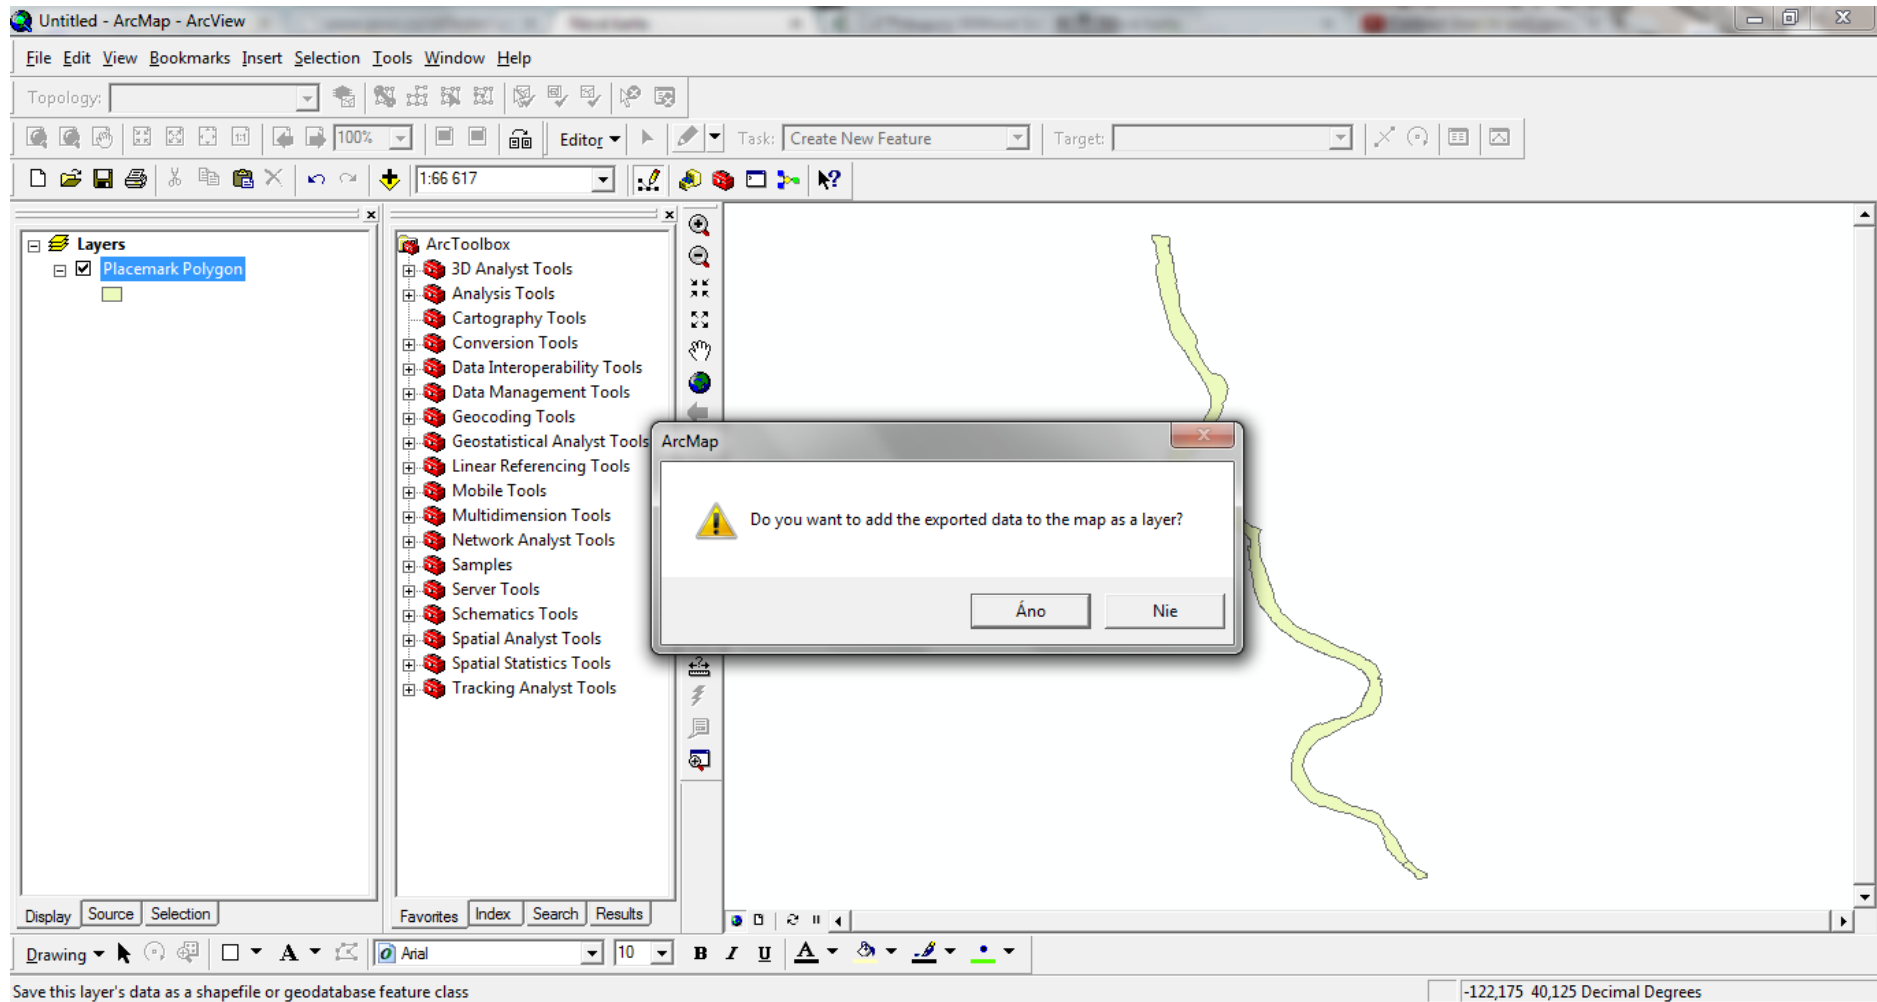 Untitled - ArcMap - ArcView
File Edit View Bookmarks Insert Selection Tools Window Help
Topology:
1:1 100% Editor Task: Create New Feature Target:
1:66 617
Layers
Placemark Polygon
ArcToolbox
3D Analyst Tools
Analysis Tools
Cartography Tools
Conversion Tools
Data Interoperability Tools
Data Management Tools
Geocoding Tools
Geostatistical Analyst Tools
Linear Referencing Tools
Mobile Tools
Multidimension Tools
Network Analyst Tools
Samples
Server Tools
Schematics Tools
Spatial Analyst Tools
Spatial Statistics Tools
Tracking Analyst Tools
ArcMap
Do you want to add the exported data to the map as a layer?
Áno Nie
Display Source Selection
Favorites Index Search Results
Drawing A Arial 10 B I U A
Save this layer's data as a shapefile or geodatabase feature class
-122,175 40,125 Decimal Degrees